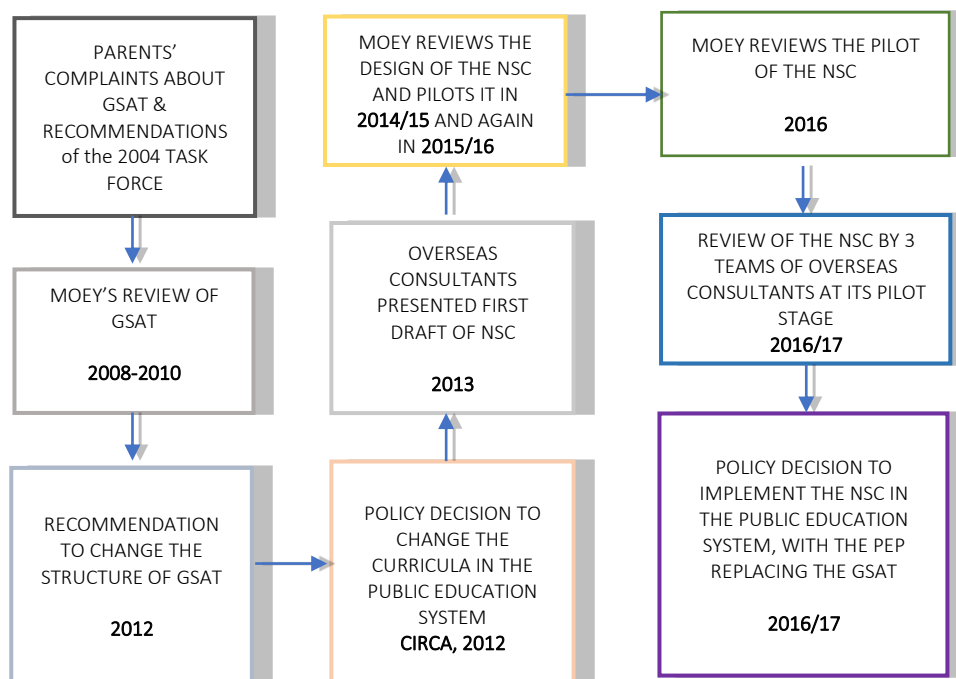 PARENTS'
COMPLAINTS ABOUT
GSAT &
RECOMMENDATIONS
of the 2004 TASK
FORCE
MOEY'S REVIEW OF
GSAT
2008-2010
RECOMMENDATION
TO CHANGE THE
STRUCTURE OF GSAT
2012
POLICY DECISION TO
CHANGE THE
CURRICULA IN THE
PUBLIC EDUCATION
SYSTEM
CIRCA, 2012
OVERSEAS
CONSULTANTS
PRESENTED FIRST
DRAFT OF NSC
2013
MOEY REVIEWS THE
DESIGN OF THE NSC
AND PILOTS IT IN
2014/15 AND AGAIN
IN 2015/16
MOEY REVIEWS THE PILOT
OF THE NSC
2016
REVIEW OF THE NSC BY 3
TEAMS OF OVERSEAS
CONSULTANTS AT ITS PILOT
STAGE
2016/17
POLICY DECISION TO
IMPLEMENT THE NSC IN
THE PUBLIC EDUCATION
SYSTEM, WITH THE PEP
REPLACING THE GSAT
2016/17